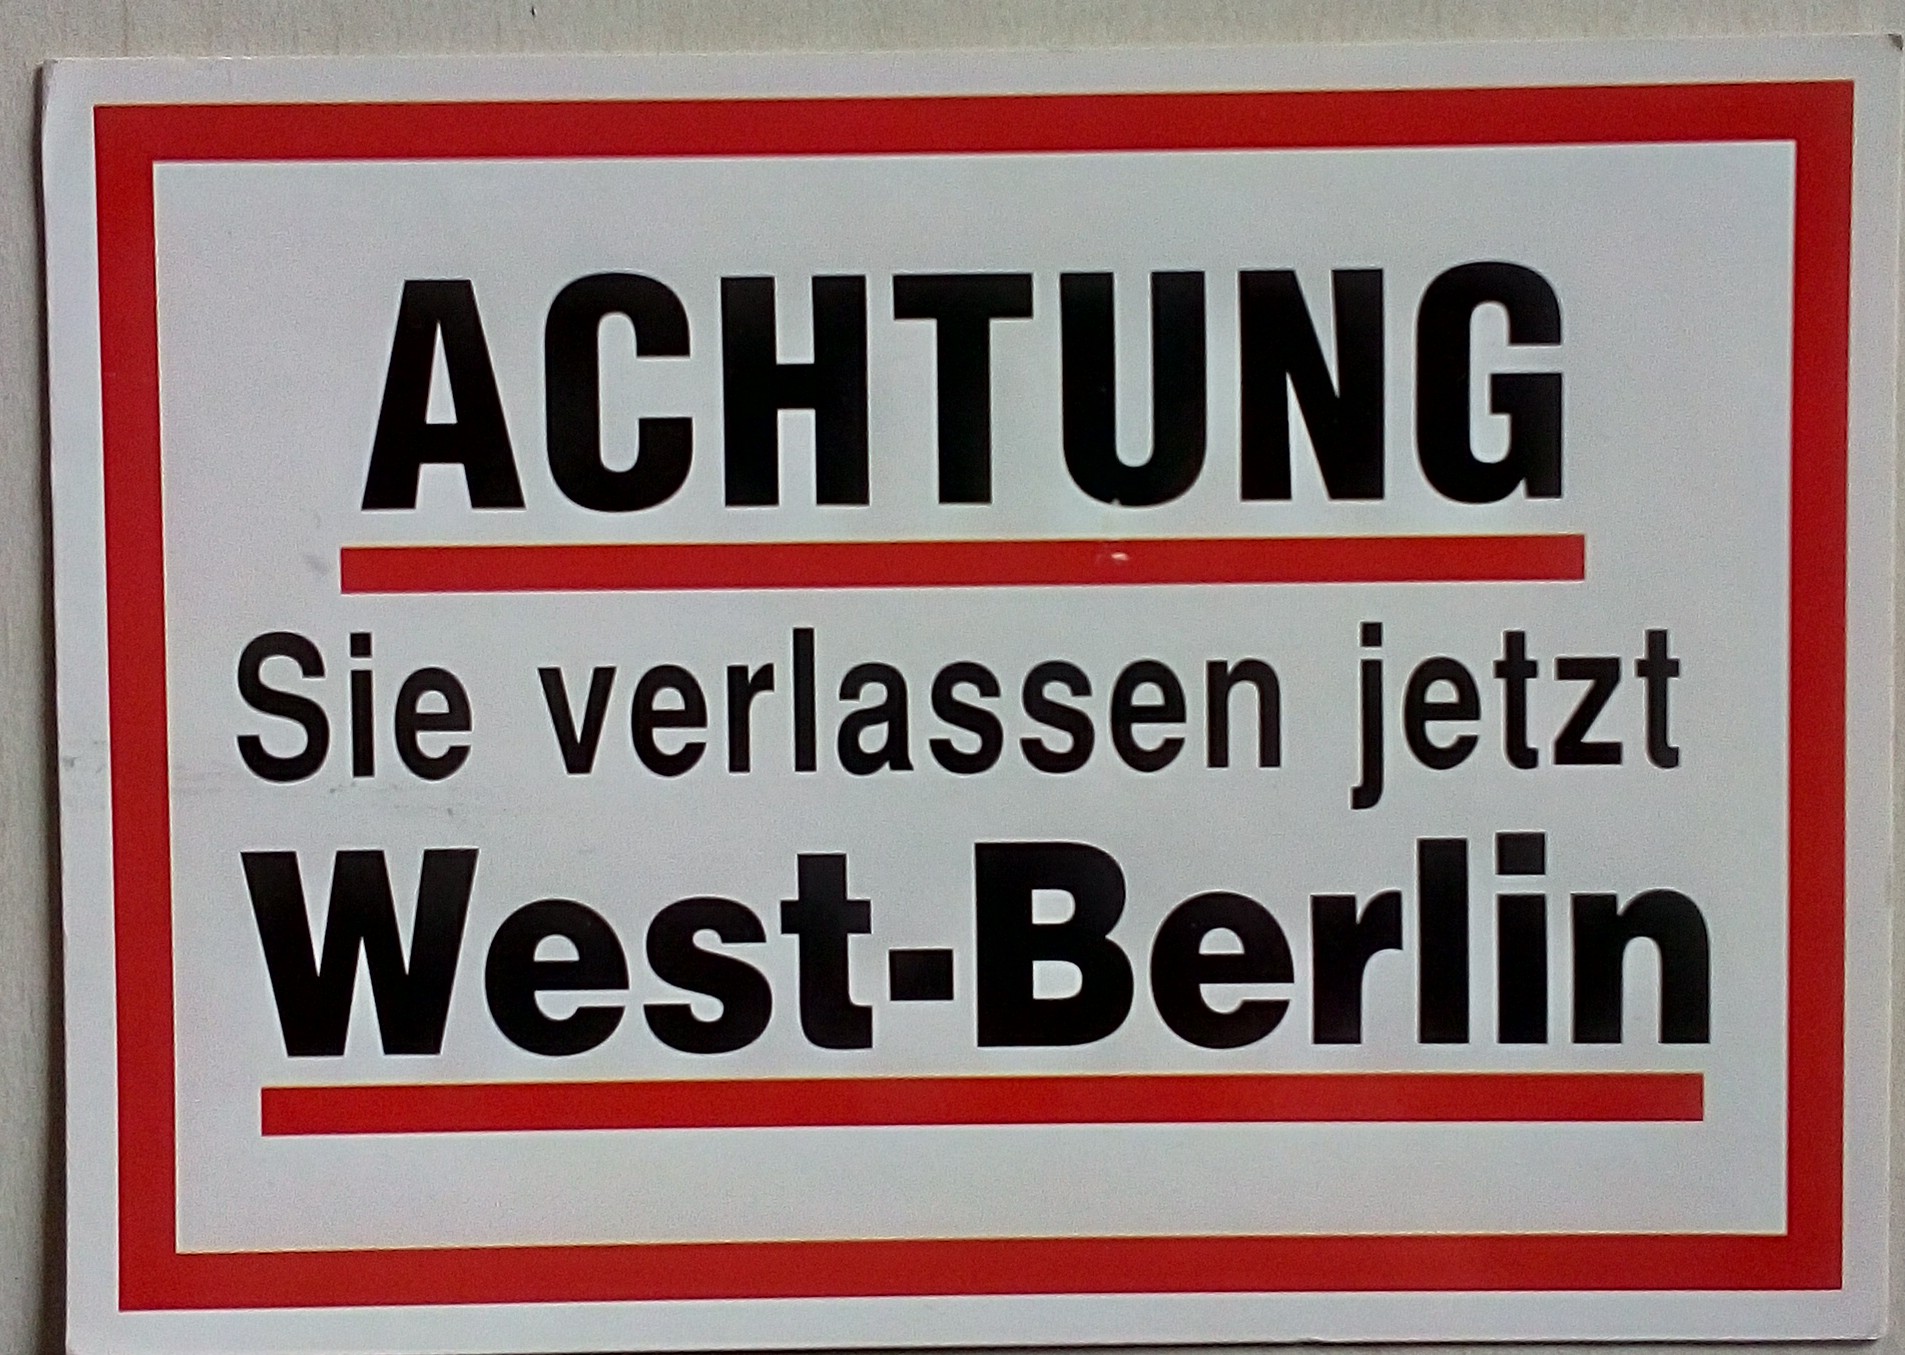 ACHTUNG
Sie verlassen jetzt
West-Berlin